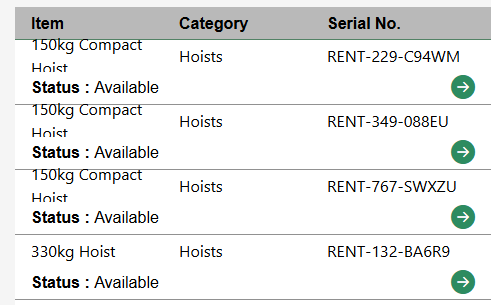 Item Category Serial No.
150kg Compact
Hoist Hoists RENT-229-C94WM
Status : Available
150kg Compact
Hoist Hoists RENT-349-088EU
Status : Available
150kg Compact
Hoist Hoists RENT-767-SWXZU
Status : Available
330kg Hoist Hoists RENT-132-BA6R9
Status : Available